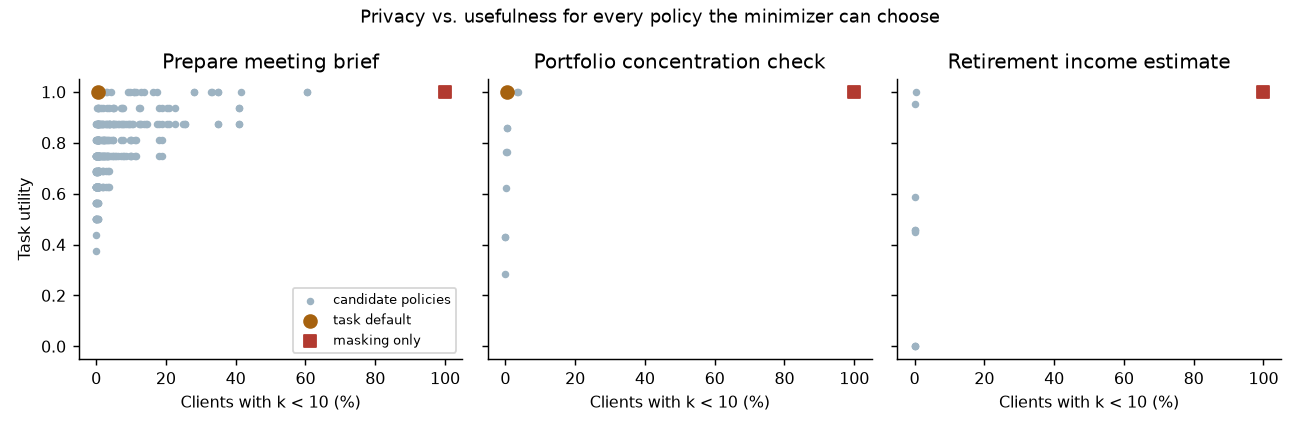 Privacy vs. usefulness for every policy the minimizer can choose
Prepare meeting brief
Portfolio concentration check
Retirement income estimate
Task utility
1.0
0.8
0.6
0.4
0.2
0.0
candidate policies
task default
masking only
0 20 40 60 80 100
0 20 40 60 80 100
0 20 40 60 80 100
Clients with k < 10 (%)
Clients with k < 10 (%)
Clients with k < 10 (%)